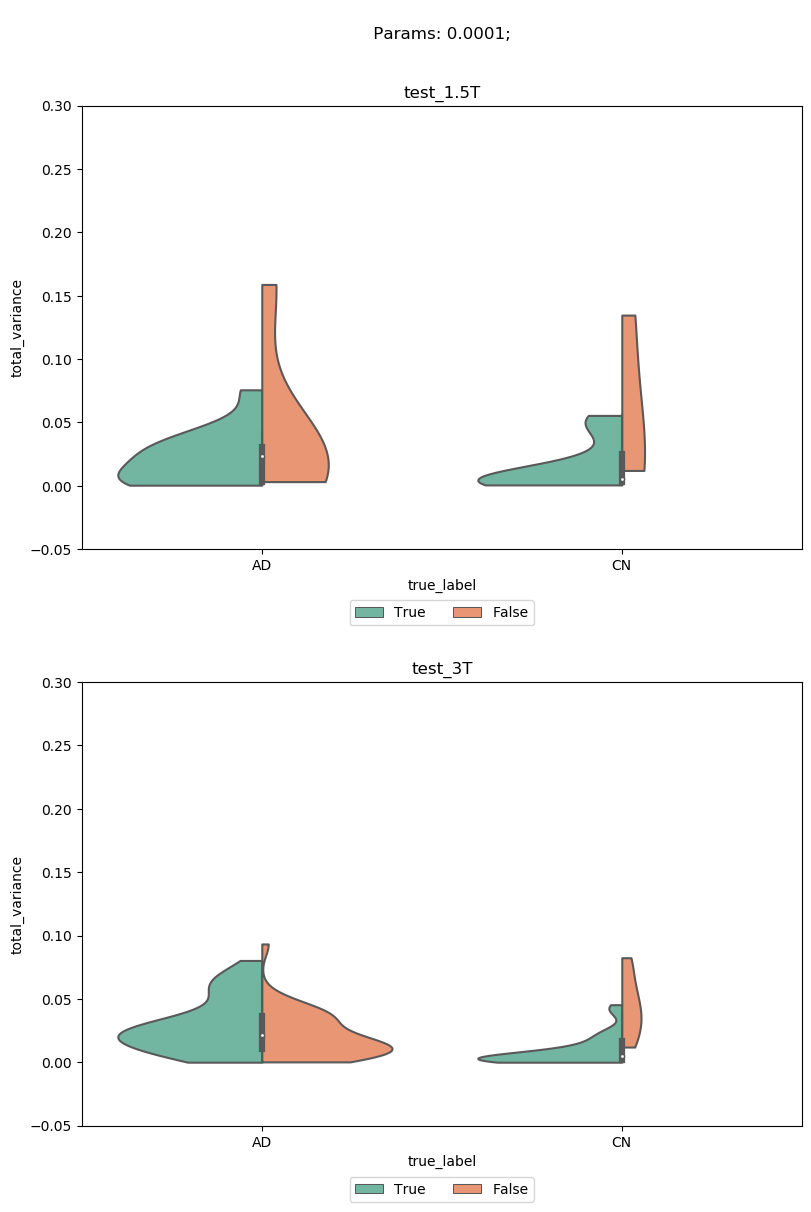 Params: 0.0001;
test_1.5T
0.30
0.25
0.20
0.15
0.10
0.05
0.00
−0.05
total_variance
AD
CN
true_label
True
False
test_3T
0.30
0.25
0.20
0.15
0.10
0.05
0.00
−0.05
total_variance
AD
CN
true_label
True
False